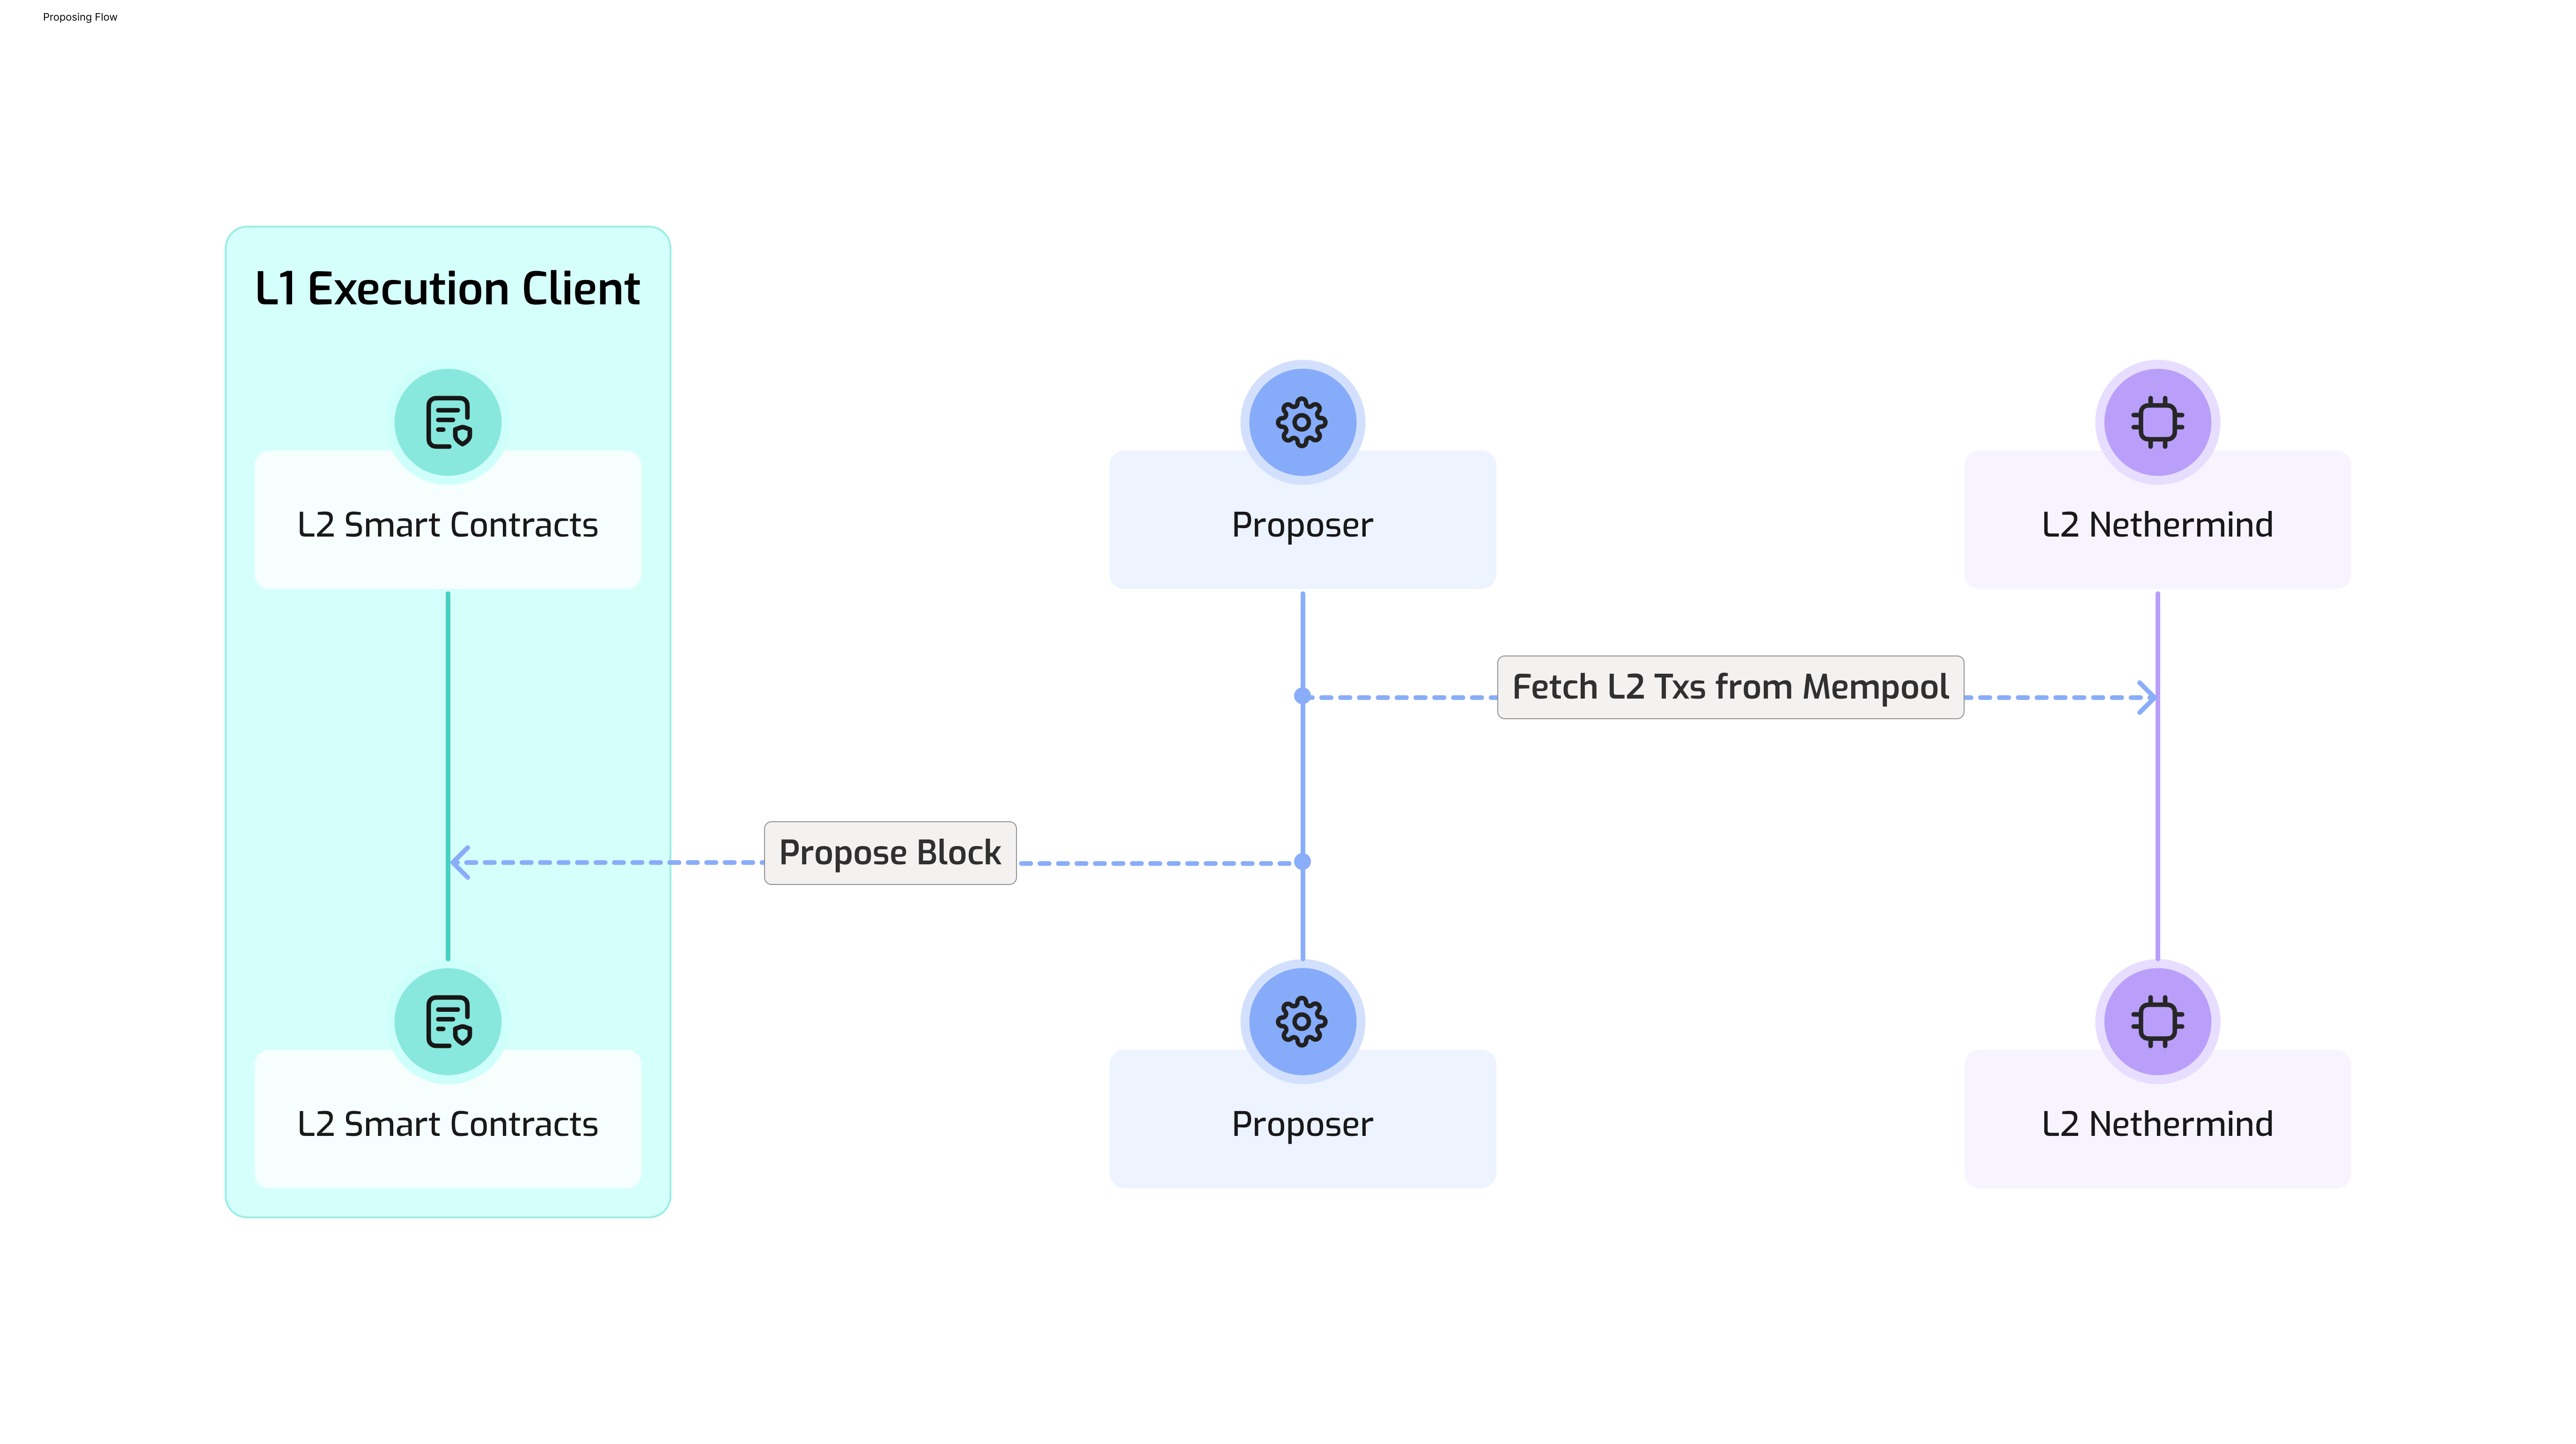 Proposing Flow
L1 Execution Client
L2 Smart Contracts
Proposer
L2 Nethermind
Fetch L2 Txs from Mempool
Propose Block
L2 Smart Contracts
Proposer
L2 Nethermind